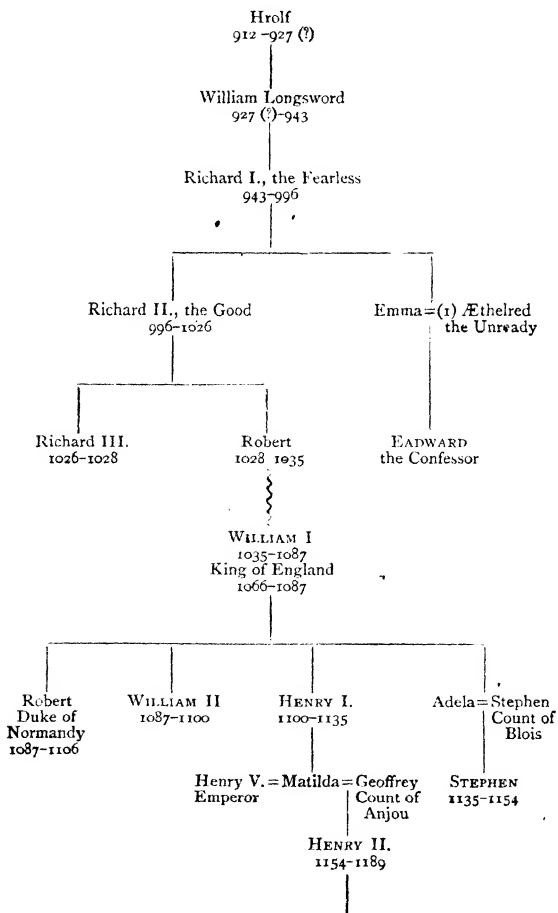 Hrolf
912–927 (?)
William Longsword
927 (?)-943
Richard I., the Fearless
943-996
Richard II., the Good
996-1026
Emma=(1) Æthelred
the Unready
Richard III.
1026-1028
Robert
1028 1035
EADWARD
the Confessor
WILLIAM I
1035-1087
King of England
1066-1087
Robert
Duke of
Normandy
1087-1106
WILLIAM II
1087-1100
HENRY I.
1100-1135
Adela=Stephen
Count of
Blois
Henry V.=Matilda=Geoffrey
Emperor
Count of
Anjou
STEPHEN
1135-1154
HENRY II.
1154-1189